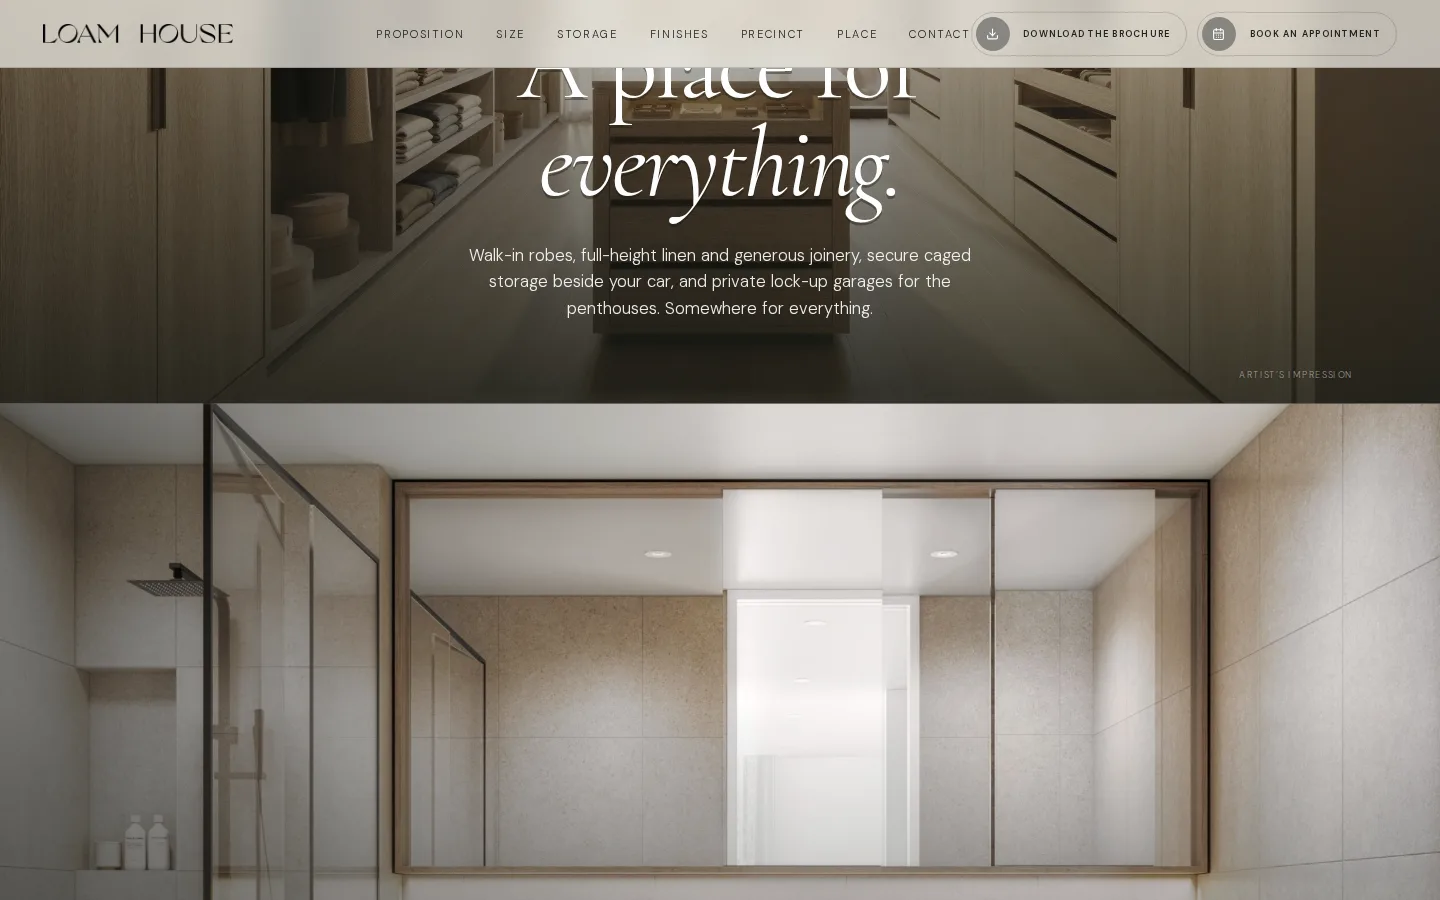 LOAM HOUSE
PROPOSITION
SIZE
STORAGE
FINISHES
PRECINCT
PLACE
CONTACT
DOWNLOAD THE BROCHURE
BOOK AN APPOINTMENT
A place for
everything.
Walk-in robes, full-height linen and generous joinery, secure caged
storage beside your car, and private lock-up garages for the
penthouses. Somewhere for everything.
ARTIST'S IMPRESSION